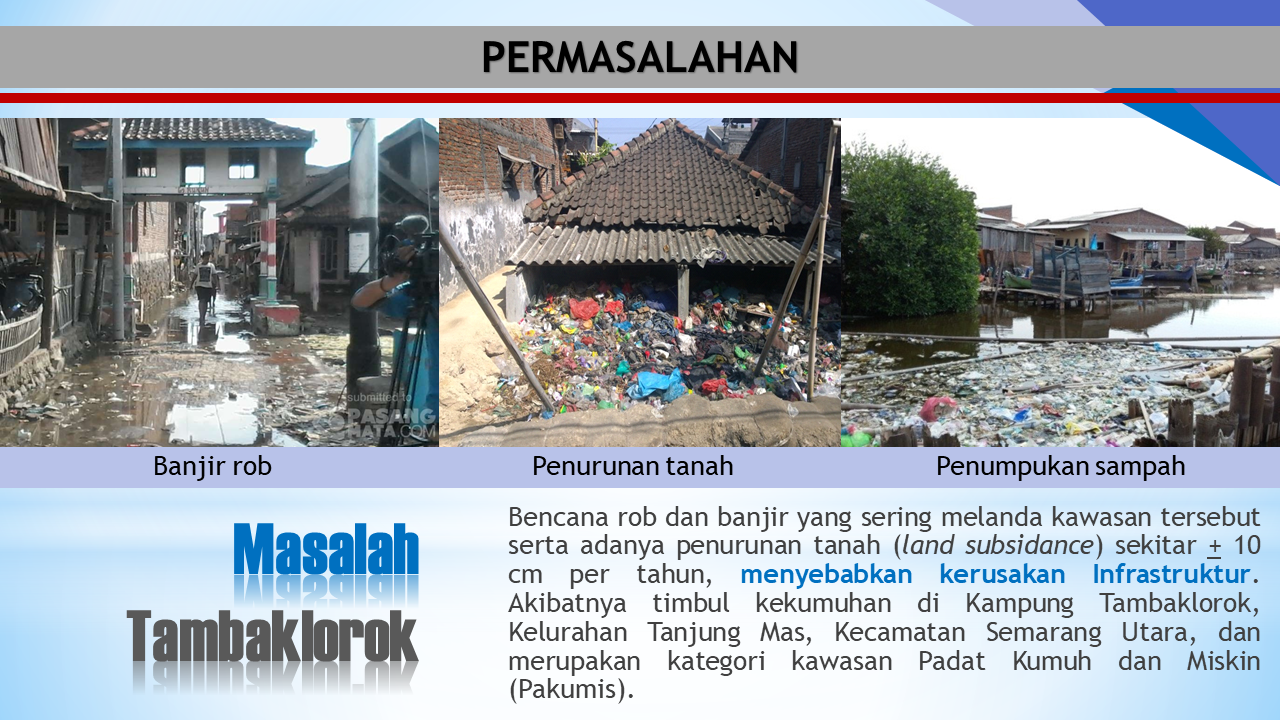 PERMASALAHAN
submitted to
PASANG
MATA.COM
Banjir rob
Penurunan tanah
Penumpukan sampah
Masalah
Tambaklorok
Bencana rob dan banjir yang sering melanda kawasan tersebut
serta adanya penurunan tanah (land subsidance) sekitar + 10
cm per tahun, menyebabkan kerusakan Infrastruktur.
Akibatnya timbul kekumuhan di Kampung Tambaklorok,
Kelurahan Tanjung Mas, Kecamatan Semarang Utara, dan
merupakan kategori kawasan Padat Kumuh dan Miskin
(Pakumis).